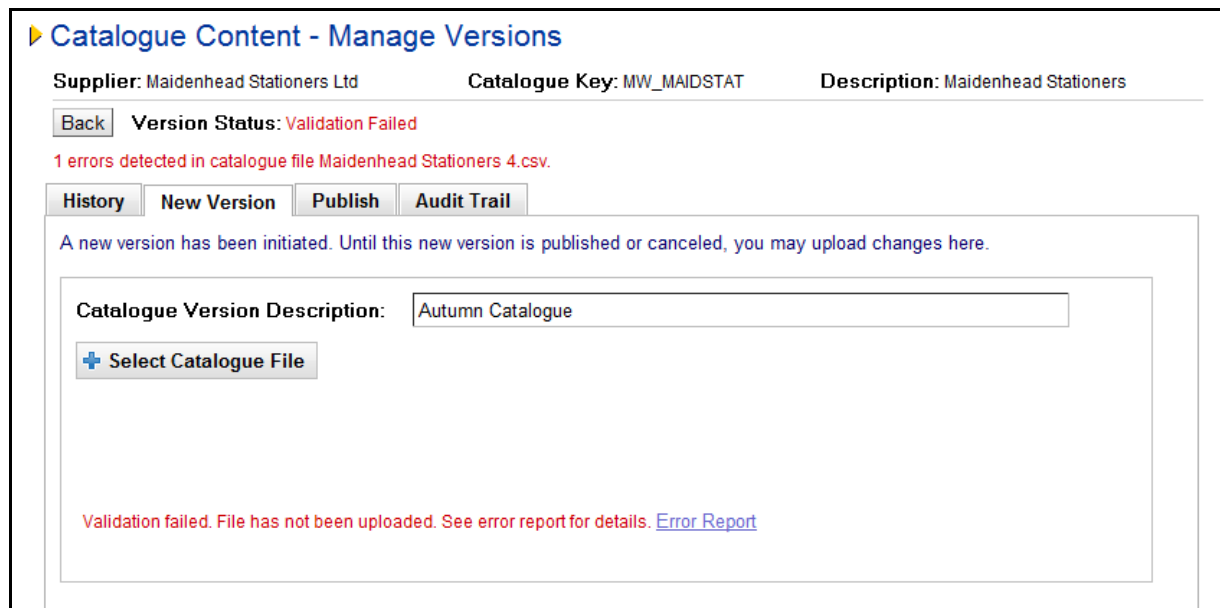 Catalogue Content - Manage Versions
Supplier: Maidenhead Stationers Ltd Catalogue Key: MW_MAIDSTAT Description: Maidenhead Stationers
Back Version Status: Validation Failed
1 errors detected in catalogue file Maidenhead Stationers 4.csv.
History New Version Publish Audit Trail
A new version has been initiated. Until this new version is published or canceled, you may upload changes here.
Catalogue Version Description: Autumn Catalogue
Select Catalogue File
Validation failed. File has not been uploaded. See error report for details. Error Report